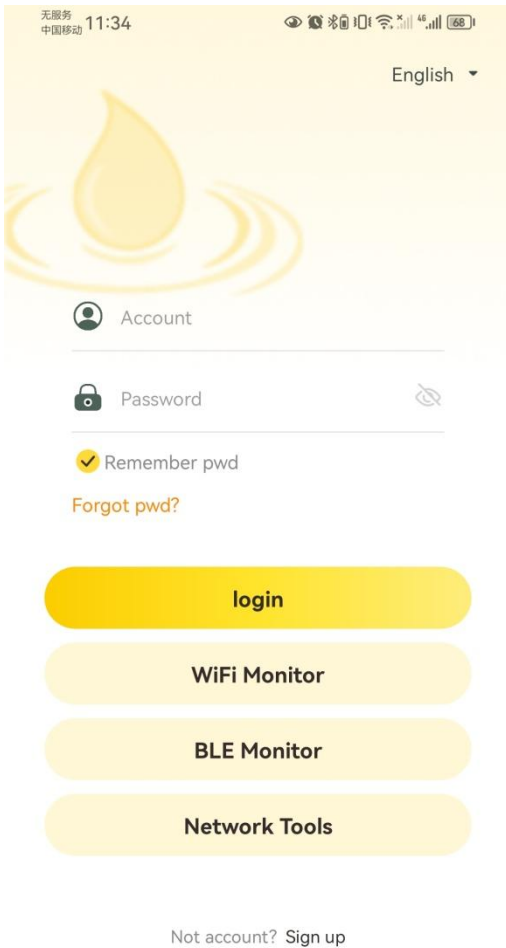 无服务
中国移动 11:34 46 68
English
Account
Password
Remember pwd
Forgot pwd?
login
WiFi Monitor
BLE Monitor
Network Tools
Not account? Sign up